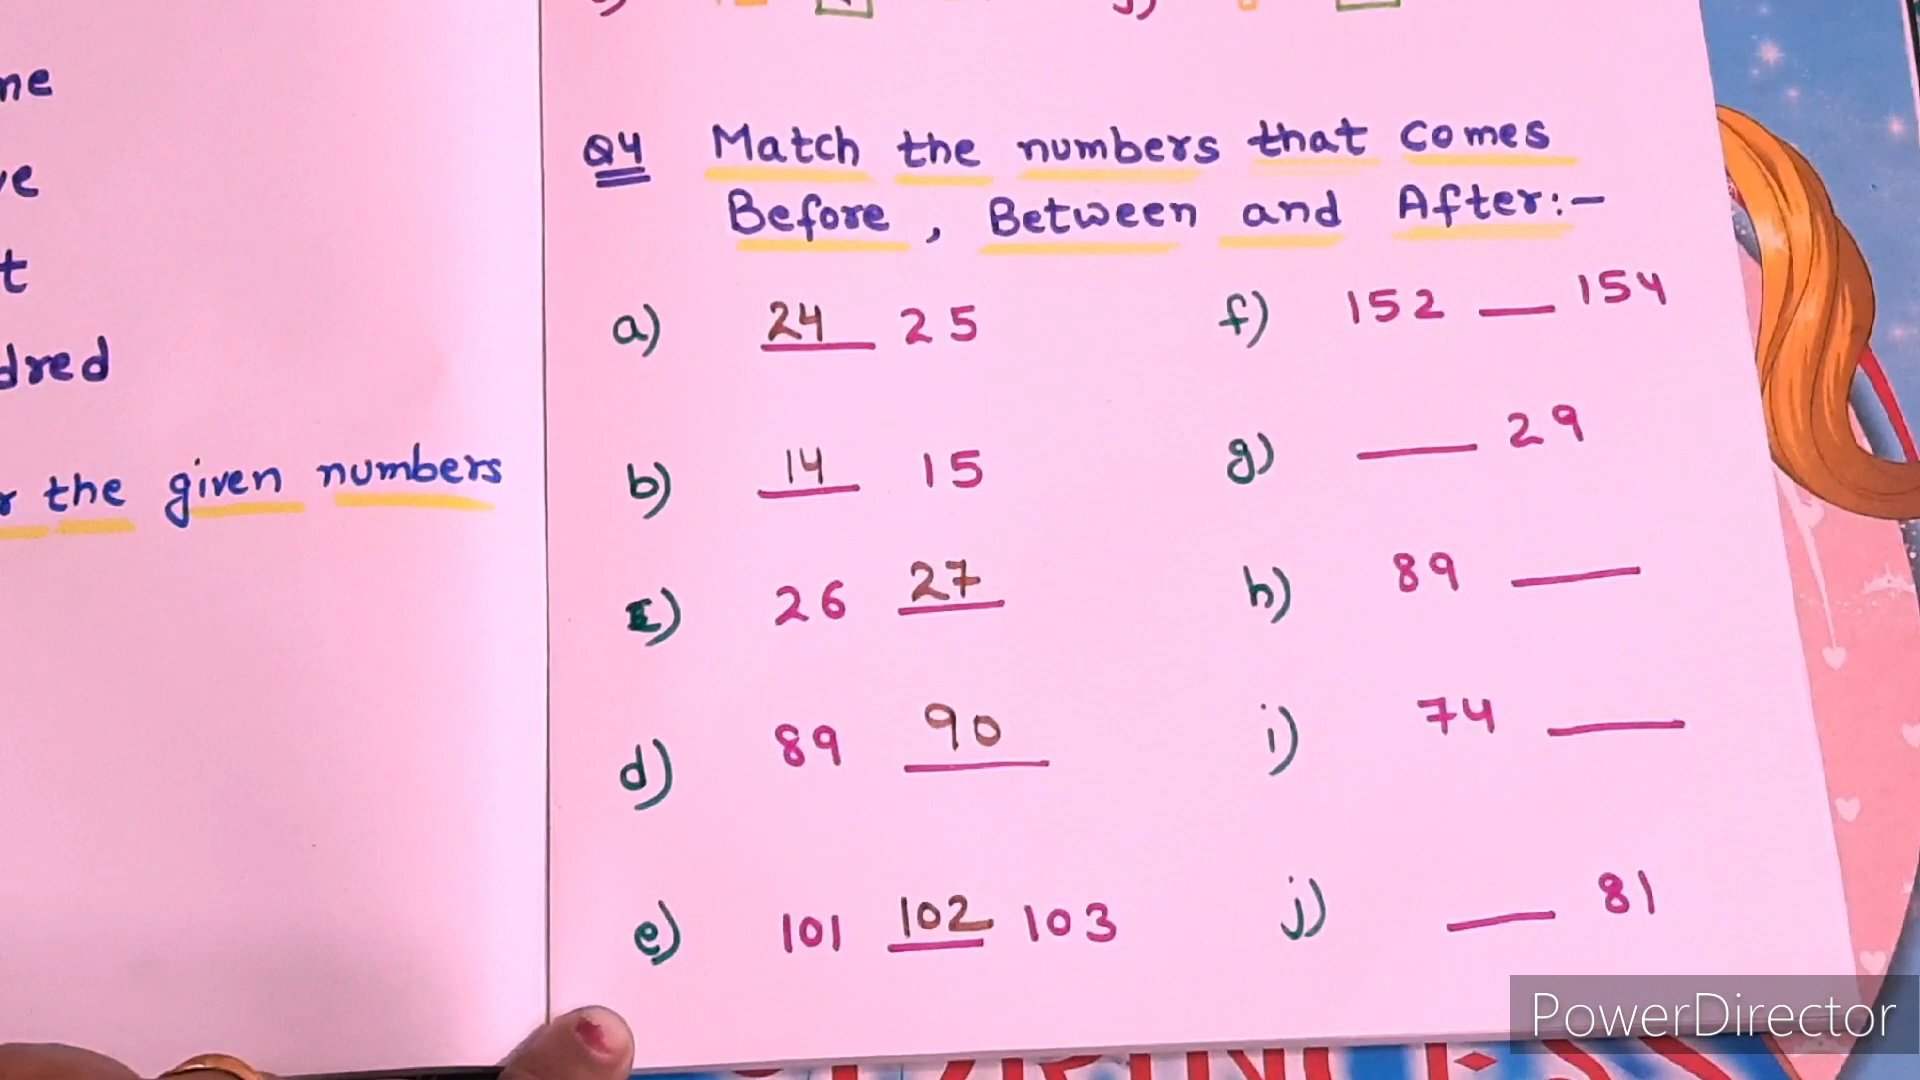 ne
ve
t
dred
r the given numbers
Q4 Match the numbers that comes
Before, Between and After:-
a) 24 25
b) 14 15
c) 26 27
d) 89 90
e) 101 102 103
f) 152 __ 154
g) __ 29
h) 89 __
i) 74 __
j) __ 81
PowerDirector